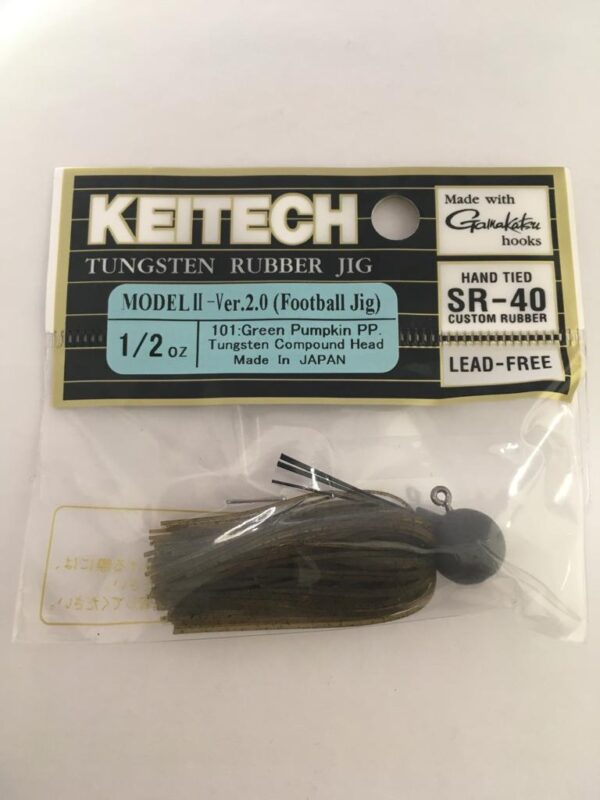 KEITECH
TUNGSTEN RUBBER JIG
MODEL II-Ver.2.0 (Football Jig)
1/2 oz
101:Green Pumpkin PP.
Tungsten Compound Head
Made In JAPAN
Made with
Gamakatsu
hooks
HAND TIED
SR-40
CUSTOM RUBBER
LEAD-FREE